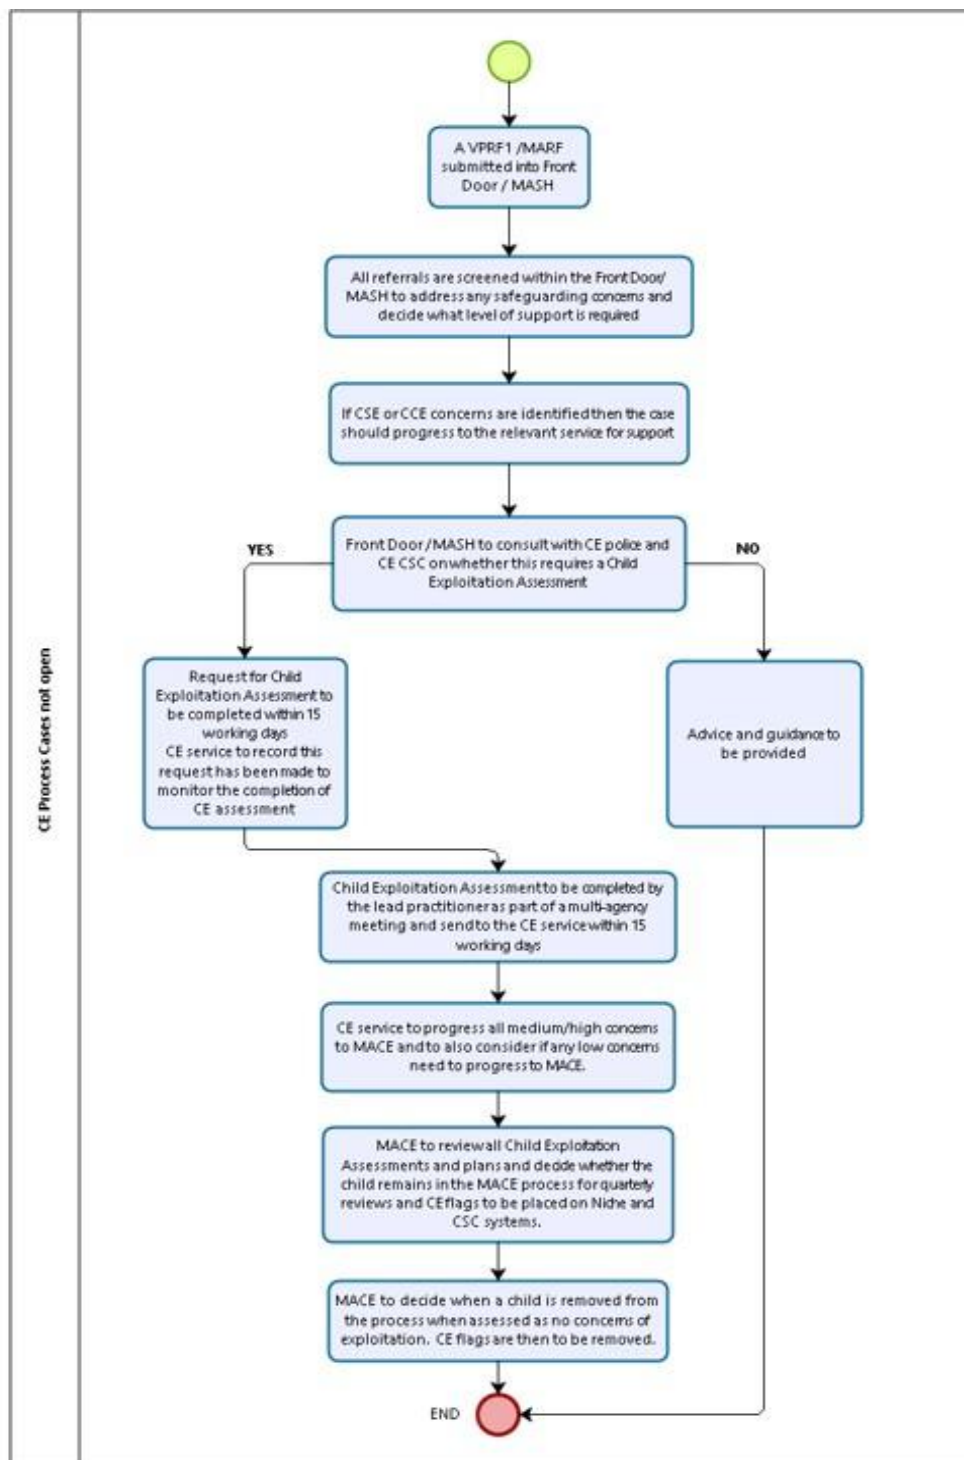 A VPRF1 /MARF
submitted into Front
Door / MASH
All referrals are screened within the Front Door/
MASH to address any safeguarding concerns and
decide what level of support is required
If CSE or CCE concerns are identified then the case
should progress to the relevant service for support
YES
Front Door / MASH to consult with CE police and
CE CSC on whether this requires a Child
Exploitation Assessment
NO
CE Process Cases not open
Request for Child
Exploitation Assessment to
be completed within 15
working days
CE service to record this
request has been made to
monitor the completion of
CE assessment
Advice and guidance to
be provided
Child Exploitation Assessment to be completed by
the lead practitioner as part of a multi-agency
meeting and send to the CE service within 15
working days
CE service to progress all medium/high concerns
to MACE and to also consider if any low concerns
need to progress to MACE.
MACE to review all Child Exploitation
Assessments and plans and decide whether the
child remains in the MACE process for quarterly
reviews and CE flags to be placed on Niche and
CSC systems.
MACE to decide when a child is removed from
the process when assessed as no concerns of
exploitation. CE flags are then to be removed.
END